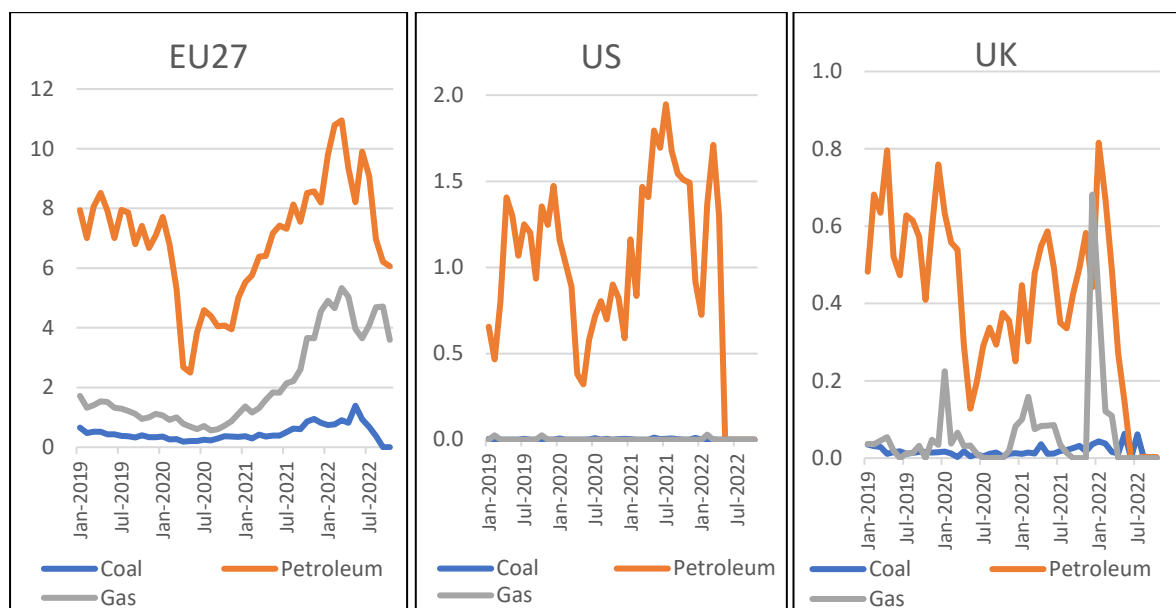 EU27
12
10
8
6
4
2
0
Jan-2019
Jul-2019
Jan-2020
Jul-2020
Jan-2021
Jul-2021
Jan-2022
Jul-2022
Coal
Petroleum
Gas
US
2.0
1.5
1.0
0.5
0.0
Jan-2019
Jul-2019
Jan-2020
Jul-2020
Jan-2021
Jul-2021
Jan-2022
Jul-2022
Coal
Petroleum
Gas
UK
1.0
0.8
0.6
0.4
0.2
0.0
Jan-2019
Jul-2019
Jan-2020
Jul-2020
Jan-2021
Jul-2021
Jan-2022
Jul-2022
Coal
Petroleum
Gas